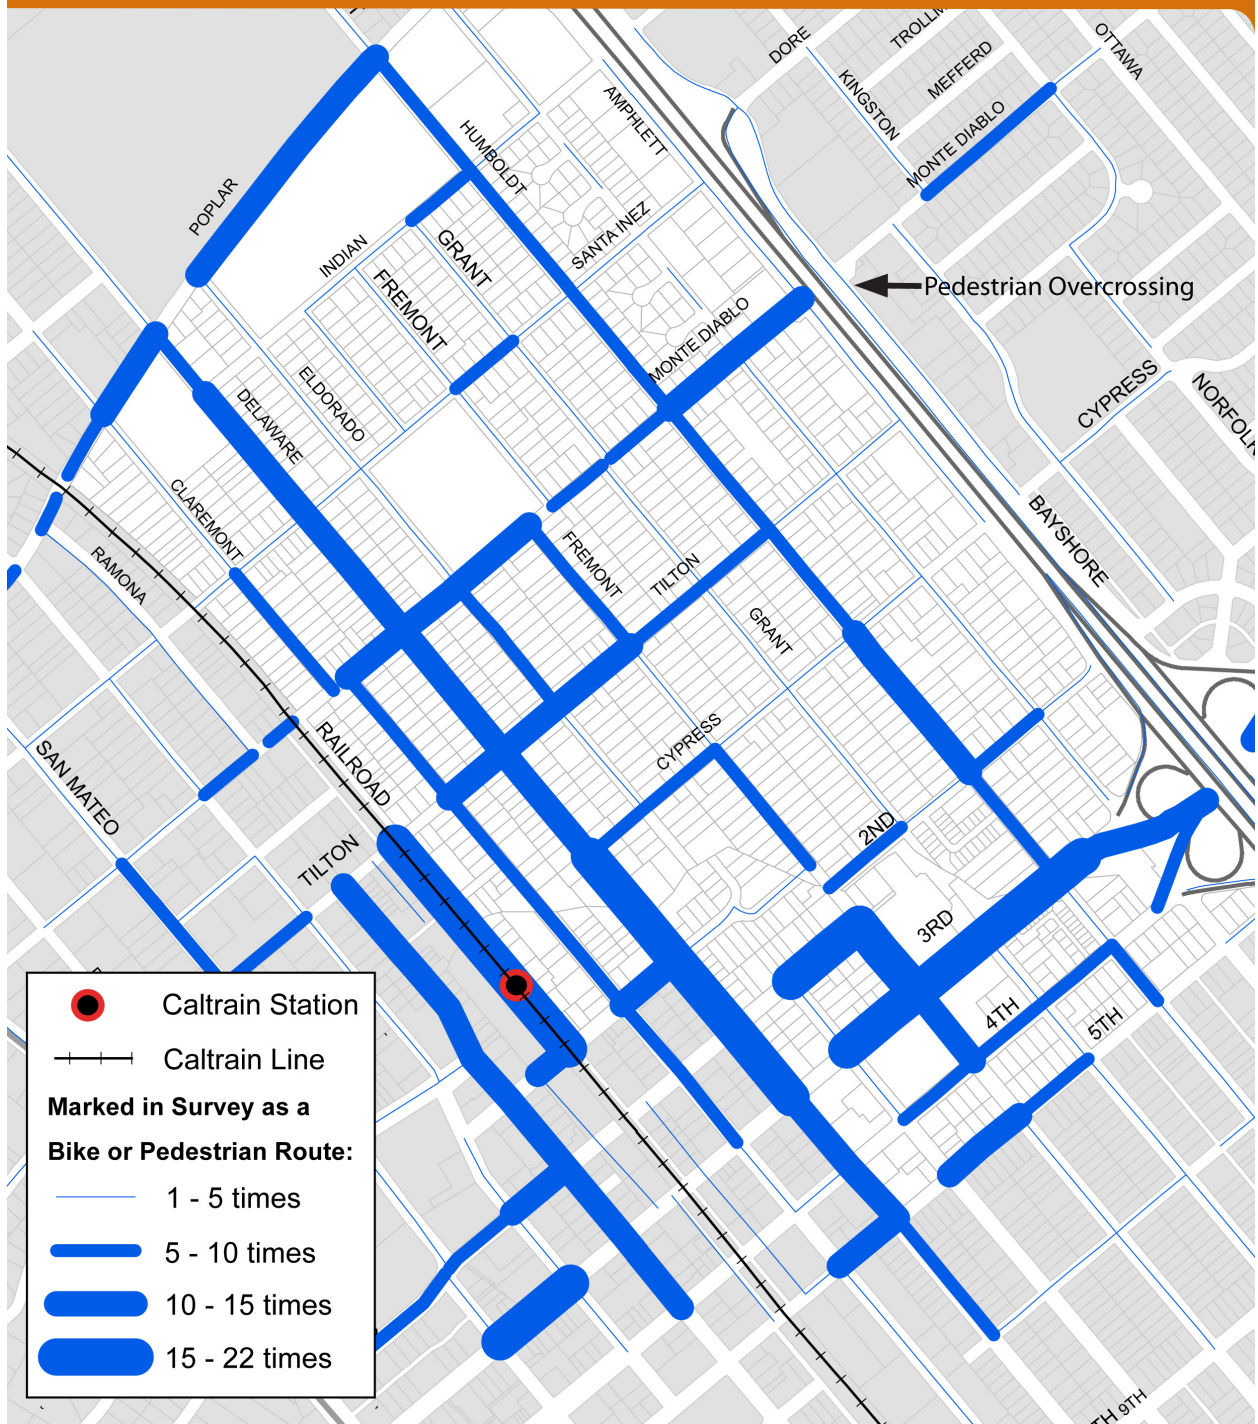 DORE
TROLLM
OTTAWA
MEFFERD
KINGSTON
MONTE DIABLO
AMPHLETT
HUMBOLDT
POPLAR
SANTA INEZ
INDIAN
GRANT
FREMONT
Pedestrian Overcrossing
MONTE DIABLO
CYPRESS
NORFOLK
ELDORADO
DELAWARE
CLAREMONT
BAYSHORE
RAMONA
FREMONT
TILTON
GRANT
RAILROAD
CYPRESS
SAN MATEO
TILTON
2ND
3RD
4TH
5TH
Caltrain Station
Caltrain Line
Marked in Survey as a
Bike or Pedestrian Route:
1 - 5 times
5 - 10 times
10 - 15 times
15 - 22 times
TH
9TH